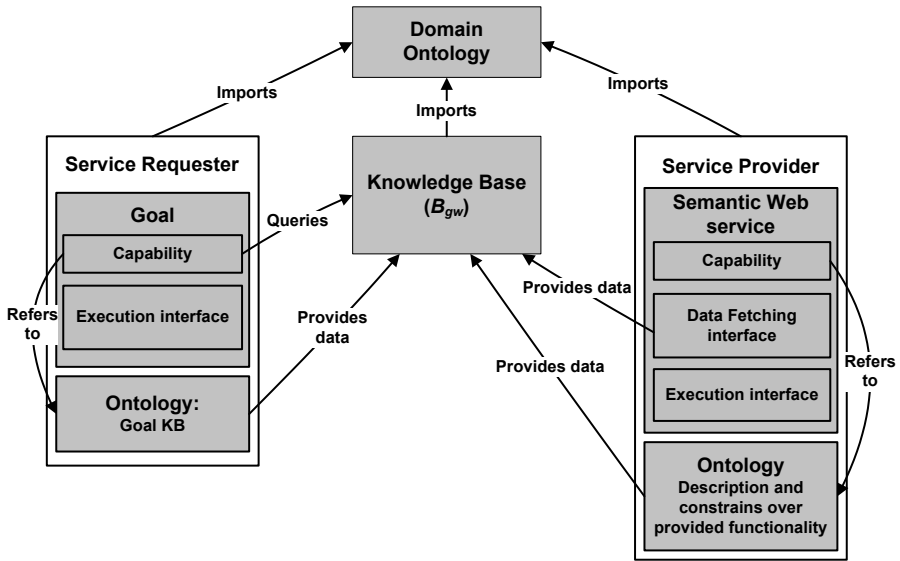 Domain
Ontology
Imports
Imports
Imports
Service Requester
Goal
Capability
Execution interface
Refers
to
Ontology:
Goal KB
Queries
Knowledge Base
(Bgw)
Provides
data
Provides data
Provides data
Service Provider
Semantic Web
service
Capability
Data Fetching
interface
Execution interface
Refers
to
Ontology
Description and
constrains over
provided functionality